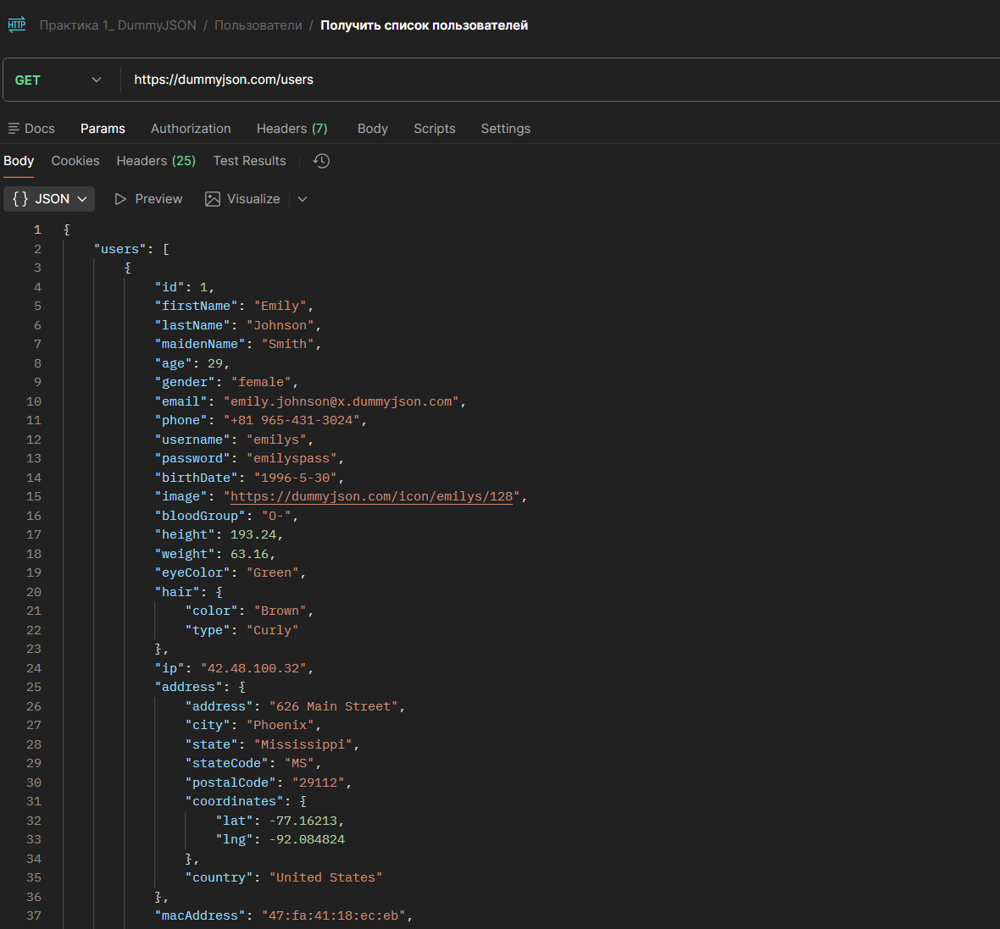 HTTP Практика 1_ DummyJSON / Пользователи / Получить список пользователей
GET https://dummyjson.com/users
Docs Params Authorization Headers (7) Body Scripts Settings
Body Cookies Headers (25) Test Results
{} JSON Preview Visualize
1 {
2 "users": [
3 {
4 "id": 1,
5 "firstName": "Emily",
6 "lastName": "Johnson",
7 "maidenName": "Smith",
8 "age": 29,
9 "gender": "female",
10 "email": "emily.johnson@x.dummyjson.com",
11 "phone": "+81 965-431-3024",
12 "username": "emilys",
13 "password": "emilyspass",
14 "birthDate": "1996-5-30",
15 "image": "https://dummyjson.com/icon/emilys/128",
16 "bloodGroup": "O-",
17 "height": 193.24,
18 "weight": 63.16,
19 "eyeColor": "Green",
20 "hair": {
21 "color": "Brown",
22 "type": "Curly"
23 },
24 "ip": "42.48.100.32",
25 "address": {
26 "address": "626 Main Street",
27 "city": "Phoenix",
28 "state": "Mississippi",
29 "stateCode": "MS",
30 "postalCode": "29112",
31 "coordinates": {
32 "lat": -77.16213,
33 "lng": -92.084824
34 },
35 "country": "United States"
36 },
37 "macAddress": "47:fa:41:18:ec:eb",